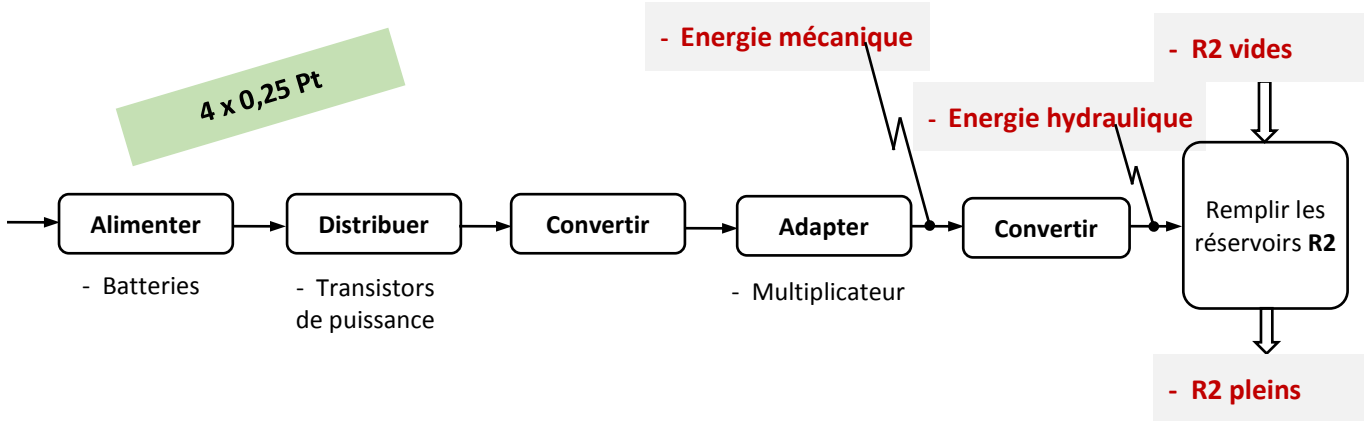 - Energie mécanique
- R2 vides
4 x 0,25 Pt
- Energie hydraulique
Alimenter
Distribuer
Convertir
Adapter
Convertir
Remplir les
réservoirs R2
- Batteries
- Transistors
de puissance
- Multiplicateur
- R2 pleins